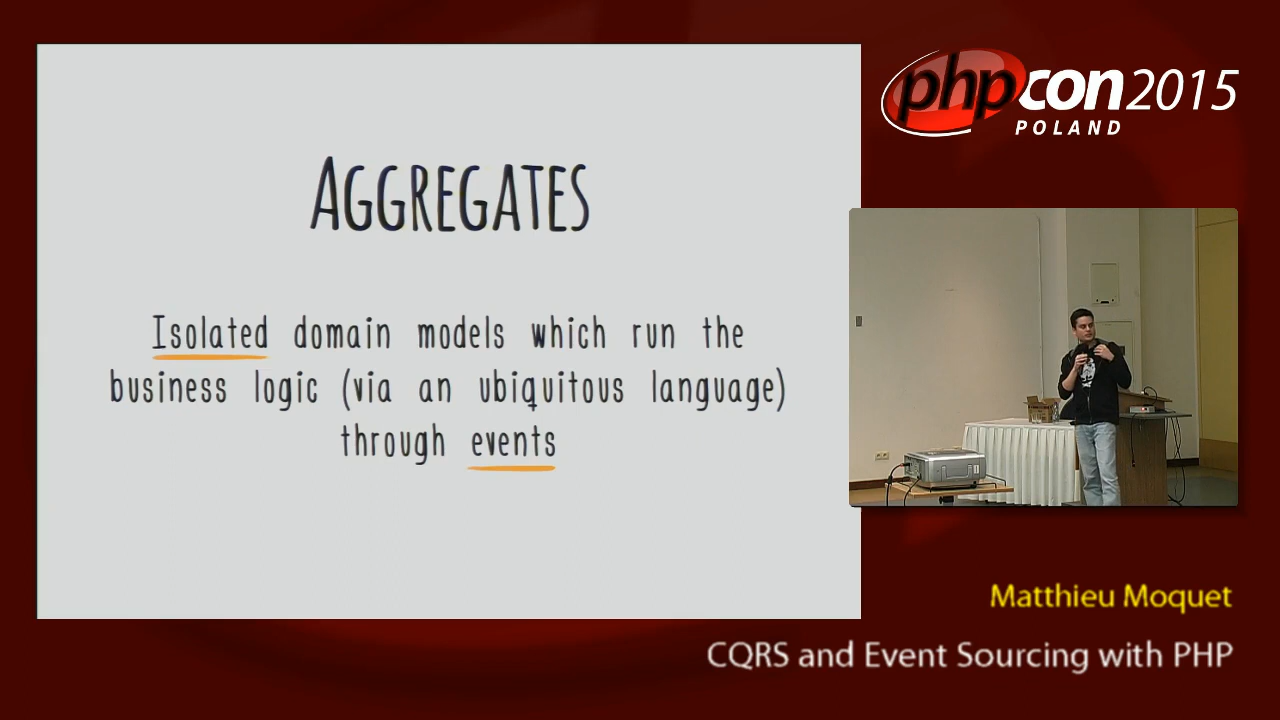 AGGREGATES
Isolated domain models which run the
business logic (via an ubiquitous language)
through events
phpcon2015
POLAND
Matthieu Moquet
CQRS and Event Sourcing with PHP